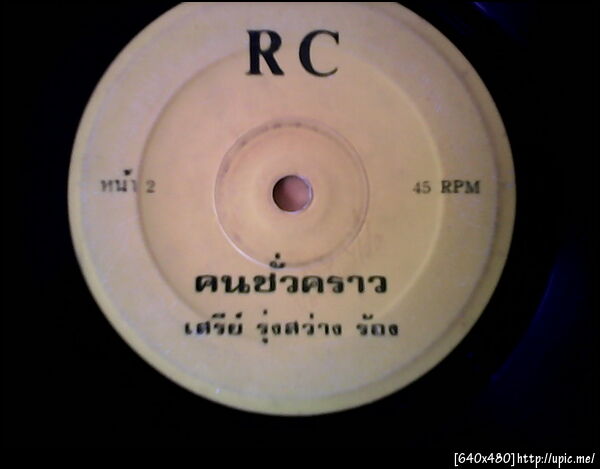 RC
หน้า 2
45 RPM
คนชั่วคราว
เสรีย์ รุ่งสว่าง ร้อง
[640x480]http://upic.me/